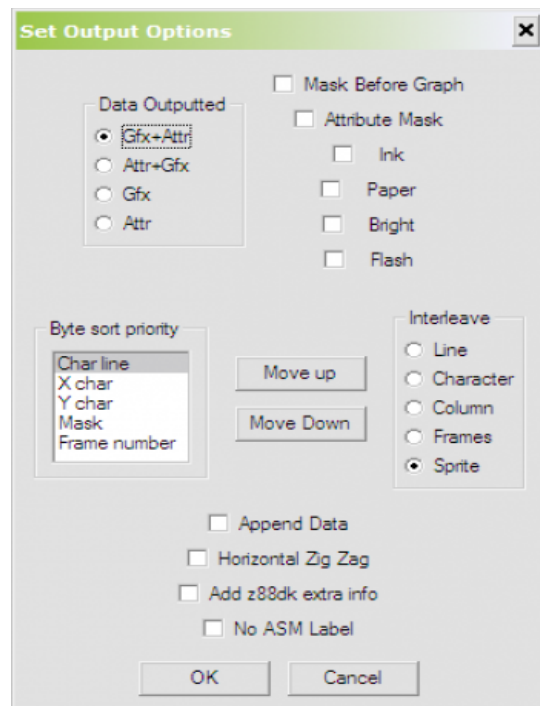 Set Output Options
Mask Before Graph
Data Outputted
Attribute Mask
Gfx+Attr
Ink
Attr+Gfx
Paper
Gfx
Bright
Attr
Flash
Interleave
Byte sort priority
Line
Char line
X char
Y char
Mask
Frame number
Move up
Move Down
Character
Column
Frames
Sprite
Append Data
Horizontal Zig Zag
Add z88dk extra info
No ASM Label
OK
Cancel